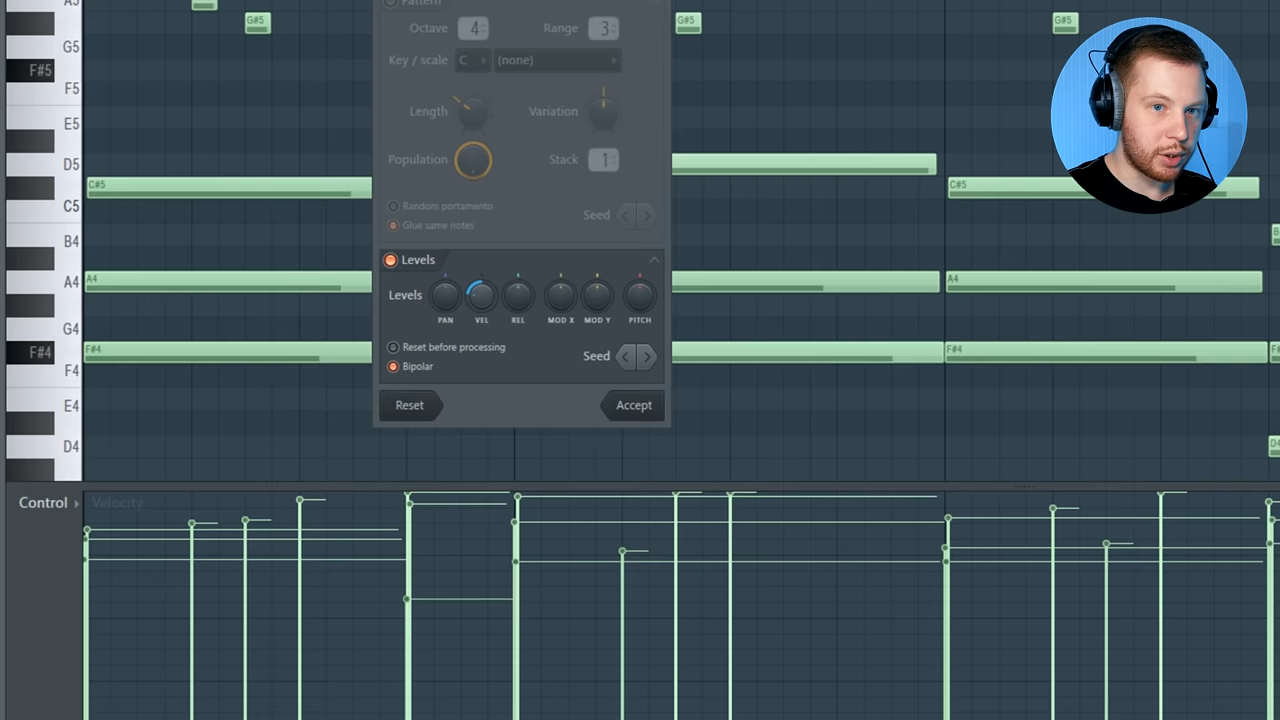 A5
G#5
G#5
G#5
Pattern
Octave 4 Range 3
G5
Key / scale C (none)
F#5
F5
Length Variation
E5
Population Stack 1
D5
C#5
C#5
C5
Random portamento
Seed
Glue same notes
B4
B
Levels
A4
A4
A4
Levels
PAN VEL REL MOD X MOD Y PITCH
G4
Reset before processing
Seed
F#4
F#4
F#4
F#
Bipolar
F4
Reset Accept
E4
D4
D4
Control Velocity